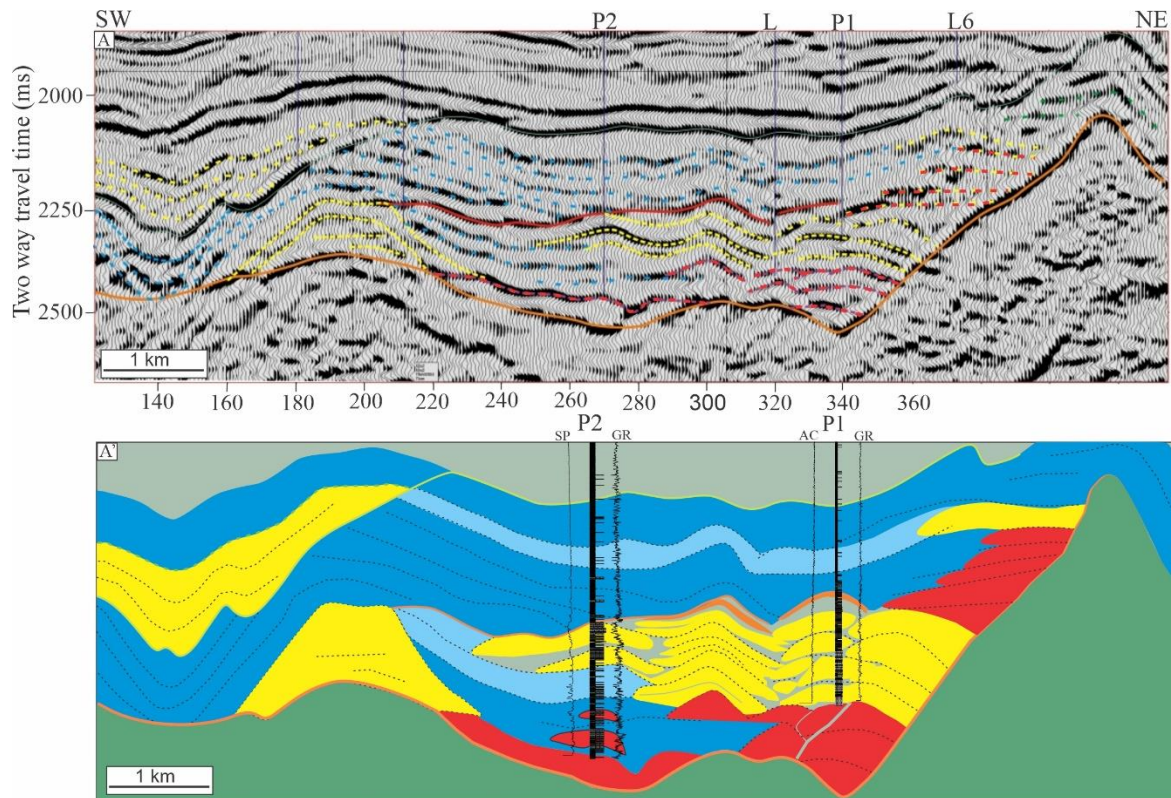 SW P2 L P1 L6 NE
A
Two way travel time (ms)
2000
2250
2500
1 km
140 160 180 200 220 240 260 280 300 320 340 360
P2 P1
A' SP GR AC GR
1 km